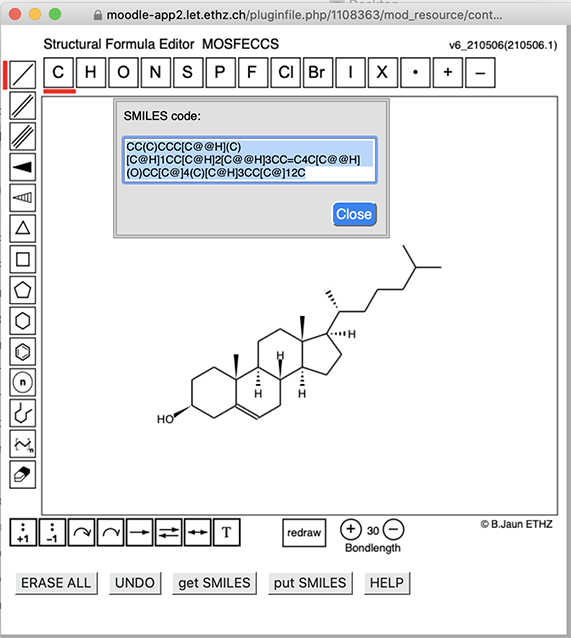 moodle-app2.let.ethz.ch/pluginfile.php/1108363/mod_resource/cont...
Structural Formula Editor MOSFECCS v6_210506(210506.1)
C H O N S P F Cl Br I X • + –
SMILES code:
CC(C)CCC[C@@H](C)
[C@H]1CC[C@H]2[C@@H]3CC=C4C[C@@H]
(O)CC[C@]4(C)[C@H]3CC[C@]12C
Close
n
n
H
H
H
H
HO
+1 -1 T redraw + 30 –
Bondlength
© B.Jaun ETHZ
ERASE ALL UNDO get SMILES put SMILES HELP